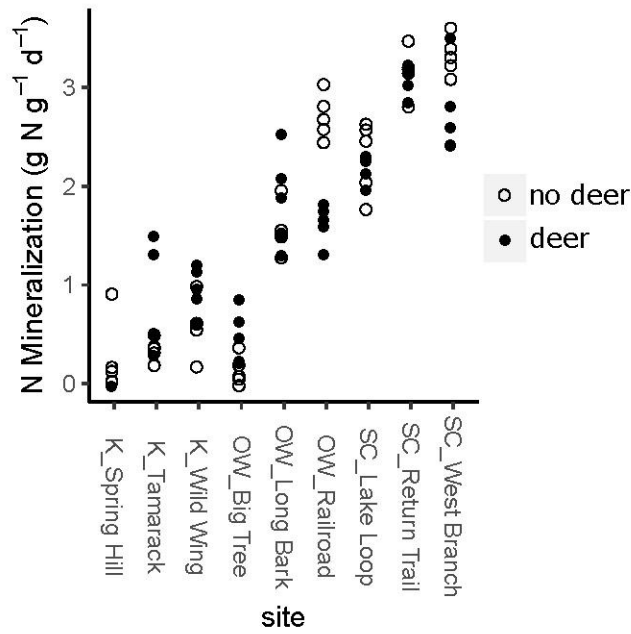 N Mineralization (g N g⁻¹ d⁻¹)
3
2
1
0
K_Spring Hill
K_Tamarack
K_Wild Wing
OW_Big Tree
OW_Long Bark
OW_Railroad
SC_Lake Loop
SC_Return Trail
SC_West Branch
site
no deer
deer